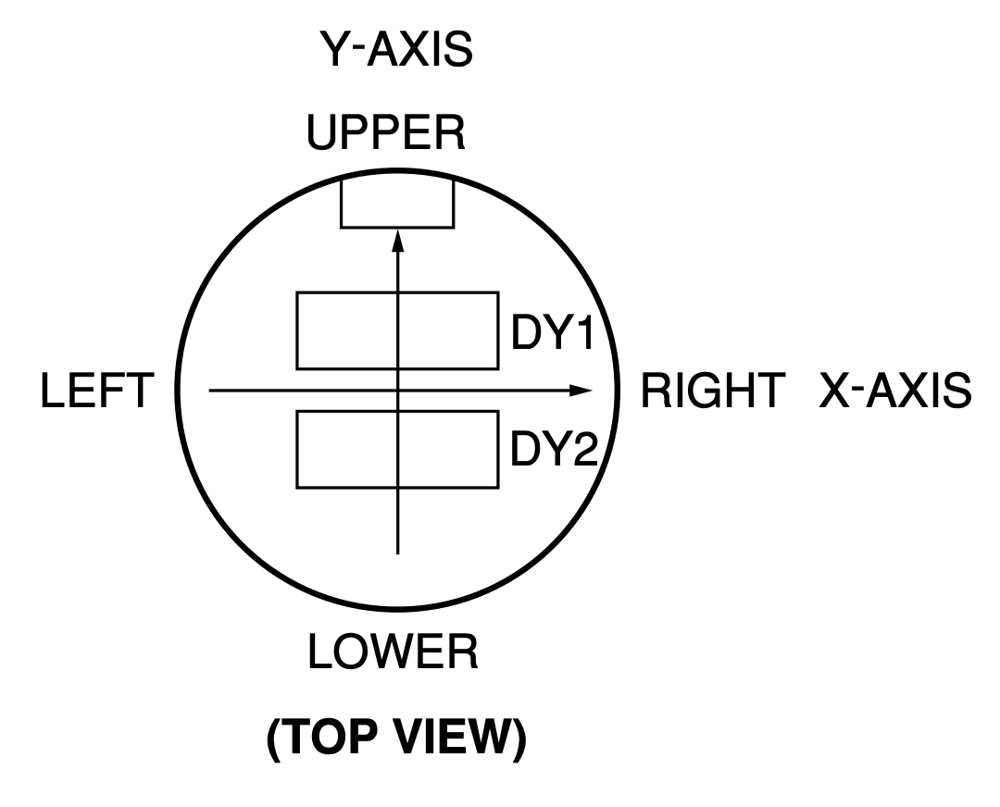 Y-AXIS
UPPER
DY1
LEFT
RIGHT X-AXIS
DY2
LOWER
(TOP VIEW)